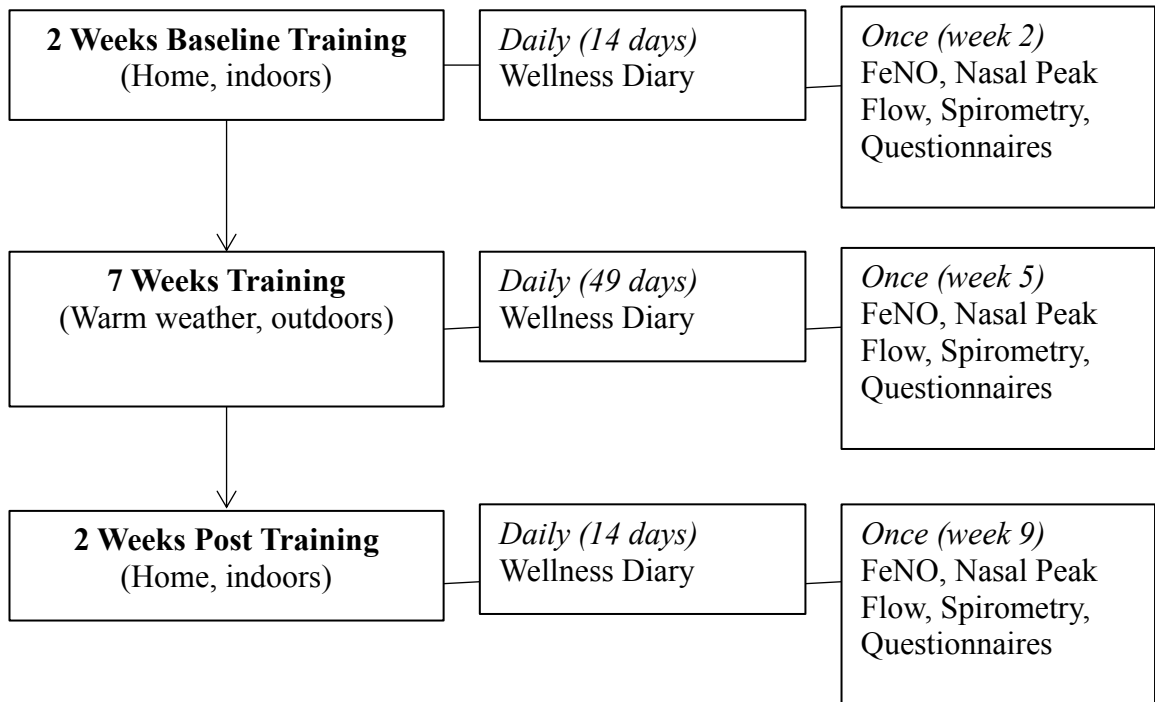 2 Weeks Baseline Training
(Home, indoors)
Daily (14 days)
Wellness Diary
Once (week 2)
FeNO, Nasal Peak
Flow, Spirometry,
Questionnaires
7 Weeks Training
(Warm weather, outdoors)
Daily (49 days)
Wellness Diary
Once (week 5)
FeNO, Nasal Peak
Flow, Spirometry,
Questionnaires
2 Weeks Post Training
(Home, indoors)
Daily (14 days)
Wellness Diary
Once (week 9)
FeNO, Nasal Peak
Flow, Spirometry,
Questionnaires